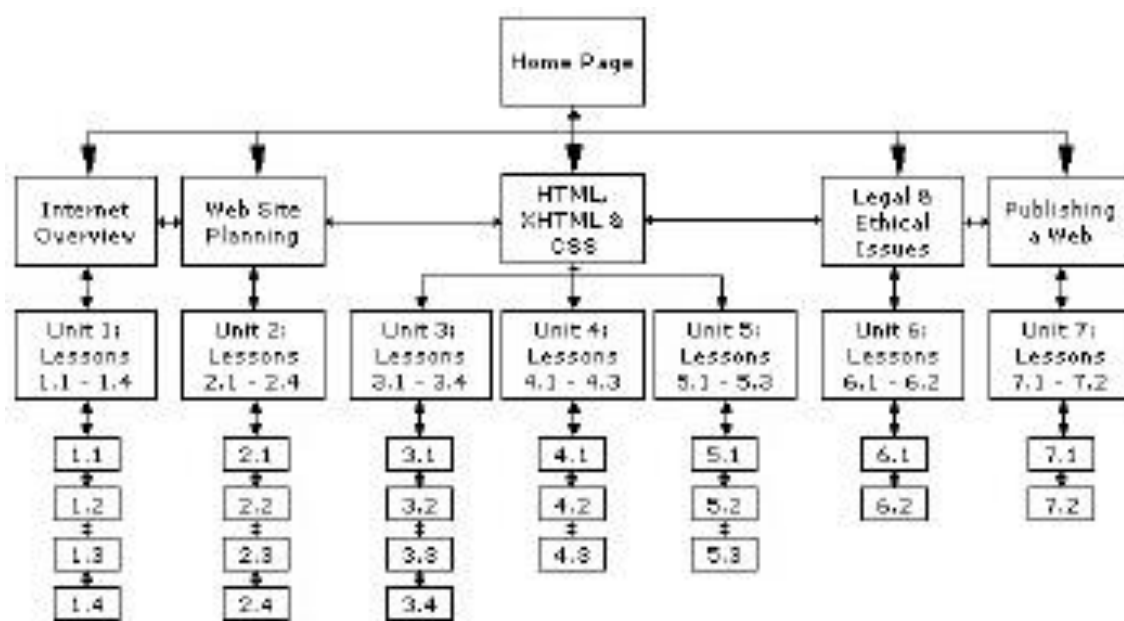 Home Page
Internet
Overview
Web Site
Planning
HTML,
XHTML &
CSS
Legal &
Ethical
Issues
Publishing
a Web
Unit 1:
Lessons
1.1 - 1.4
Unit 2:
Lessons
2.1 - 2.4
Unit 3:
Lessons
3.1 - 3.4
Unit 4:
Lessons
4.1 - 4.3
Unit 5:
Lessons
5.1 - 5.3
Unit 6:
Lessons
6.1 - 6.2
Unit 7:
Lessons
7.1 - 7.2
1.1
2.1
3.1
4.1
5.1
6.1
7.1
1.2
2.2
3.2
4.2
5.2
6.2
7.2
1.3
2.3
3.3
4.3
5.3
1.4
2.4
3.4